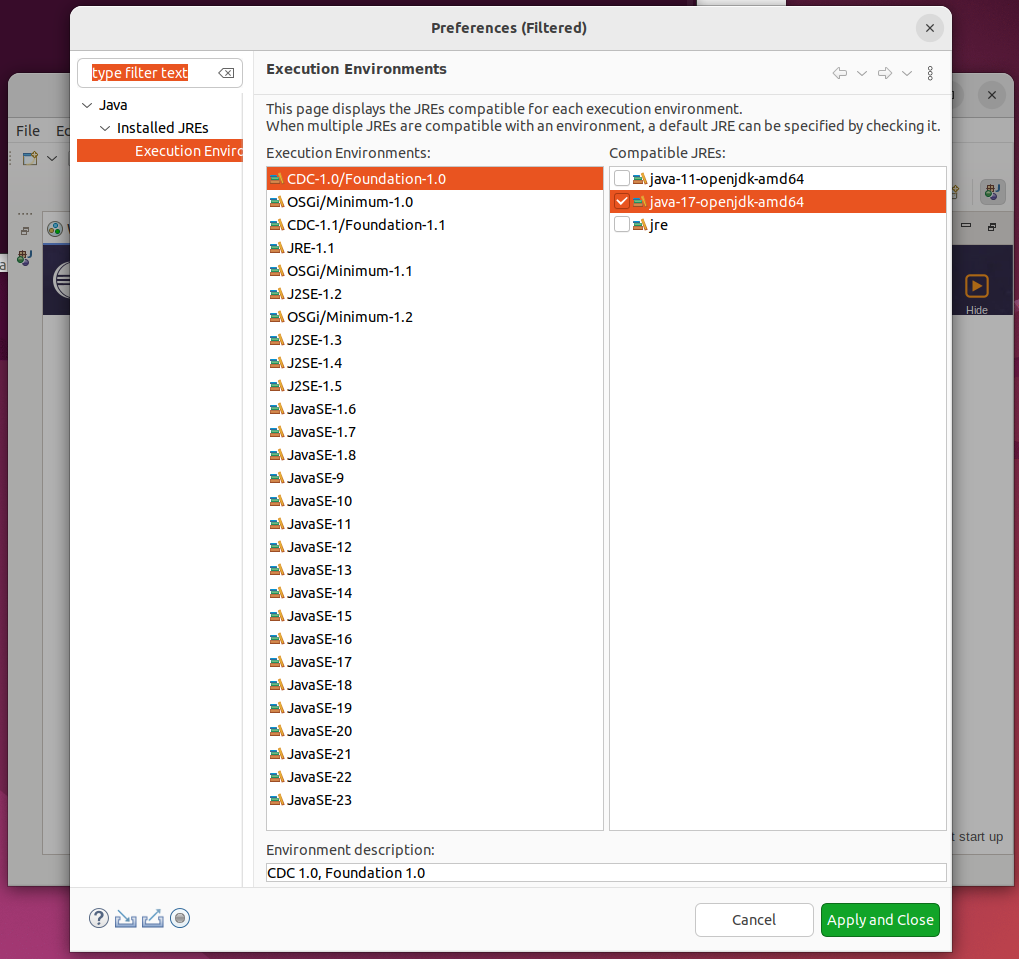 Preferences (Filtered)
type filter text
Java
Installed JREs
Execution Enviro
Execution Environments
This page displays the JREs compatible for each execution environment.
When multiple JREs are compatible with an environment, a default JRE can be specified by checking it.
Execution Environments:
CDC-1.0/Foundation-1.0
OSGi/Minimum-1.0
CDC-1.1/Foundation-1.1
JRE-1.1
OSGi/Minimum-1.1
J2SE-1.2
OSGi/Minimum-1.2
J2SE-1.3
J2SE-1.4
J2SE-1.5
JavaSE-1.6
JavaSE-1.7
JavaSE-1.8
JavaSE-9
JavaSE-10
JavaSE-11
JavaSE-12
JavaSE-13
JavaSE-14
JavaSE-15
JavaSE-16
JavaSE-17
JavaSE-18
JavaSE-19
JavaSE-20
JavaSE-21
JavaSE-22
JavaSE-23
Compatible JREs:
java-11-openjdk-amd64
java-17-openjdk-amd64
jre
Environment description:
CDC 1.0, Foundation 1.0
Cancel
Apply and Close
File
Hide
t start up